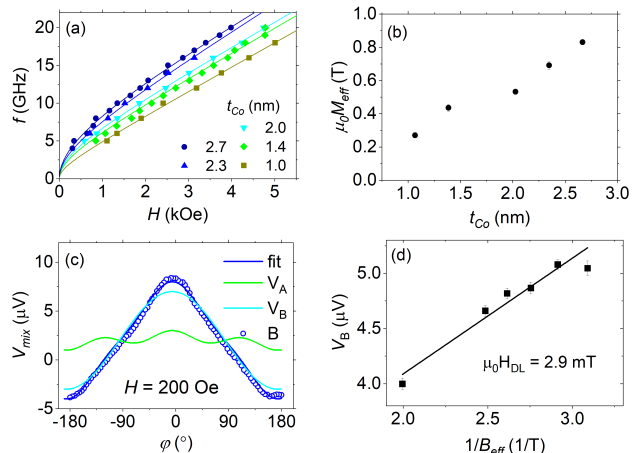 (a)
20
15
10
5
0
f (GHz)
t_Co (nm)
2.7
2.3
2.0
1.4
1.0
0 1 2 3 4 5
H (kOe)
(b)
1.0
0.8
0.6
0.4
0.2
0.0
μ₀M_eff (T)
1.0 1.5 2.0 2.5 3.0
t_Co (nm)
(c)
10
5
0
-5
V_mix (μV)
fit
V_A
V_B
B
H = 200 Oe
-180 -90 0 90 180
φ (°)
(d)
5.0
4.5
4.0
V_B (μV)
μ₀H_DL = 2.9 mT
2.0 2.5 3.0
1/B_eff (1/T)